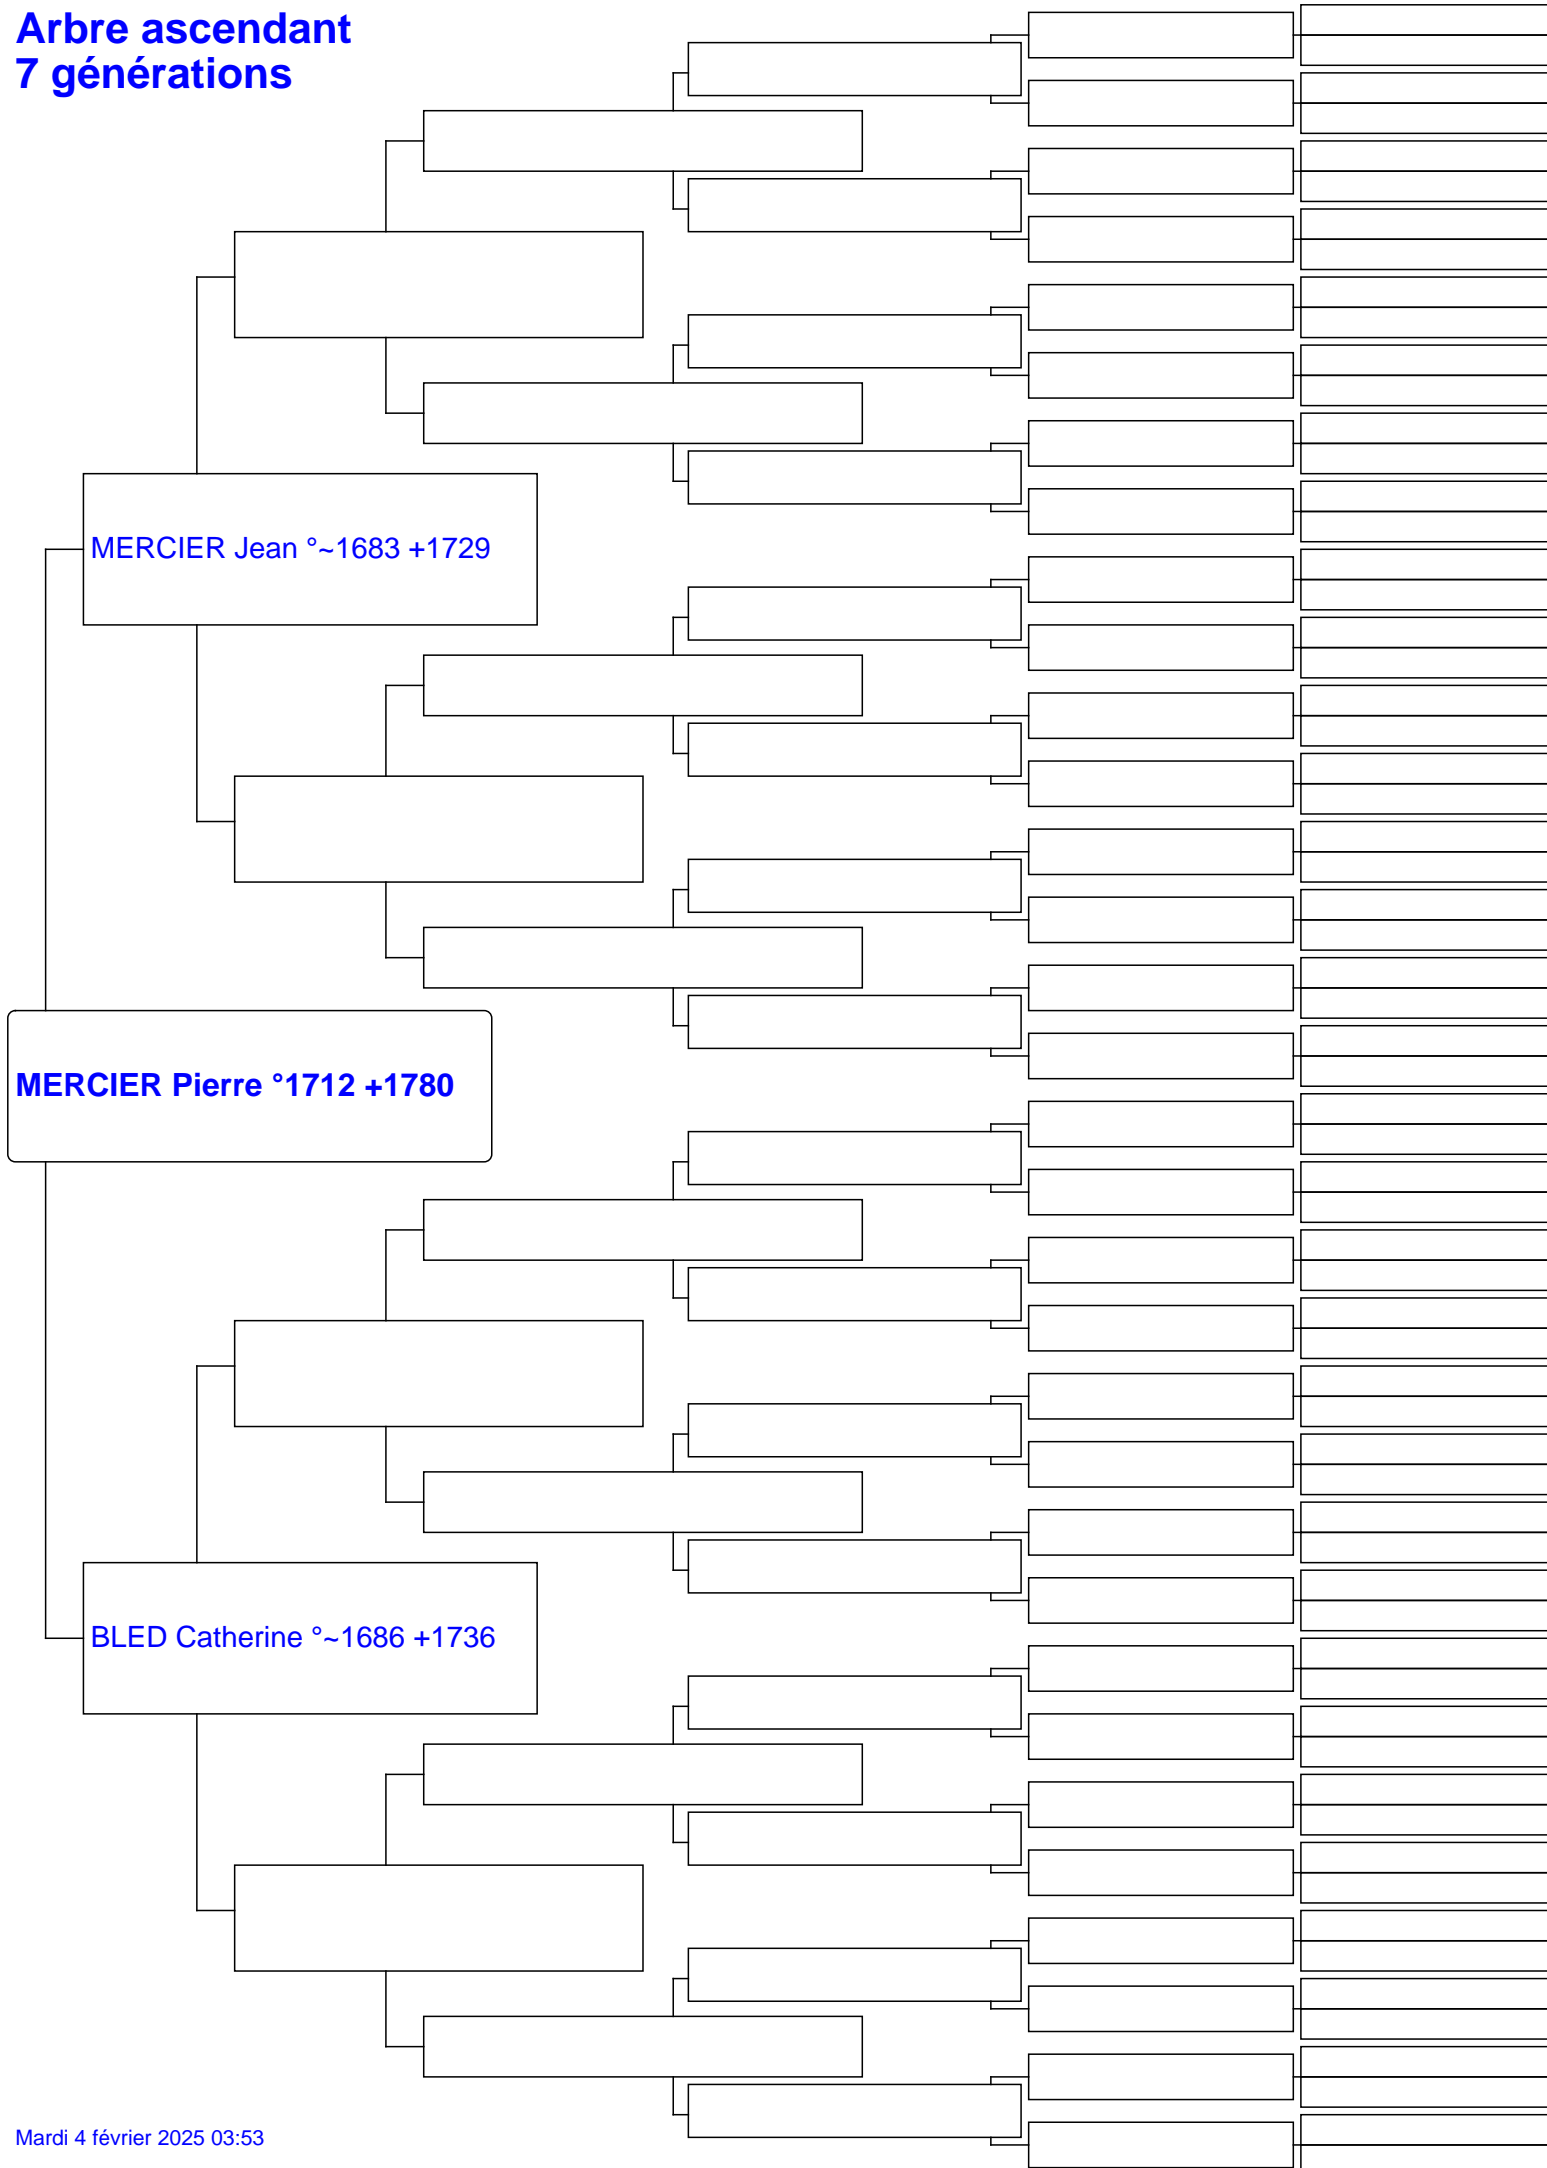 Arbre ascendant
7 générations
MERCIER Jean °~1683 +1729
MERCIER Pierre °1712 +1780
BLED Catherine °~1686 +1736
Mardi 4 février 2025 03:53